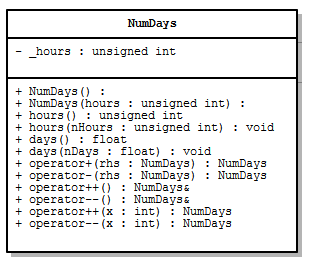 NumDays
- _hours : unsigned int
+ NumDays() :
+ NumDays(hours : unsigned int) :
+ hours() : unsigned int
+ hours(nHours : unsigned int) : void
+ days() : float
+ days(nDays : float) : void
+ operator+(rhs : NumDays) : NumDays
+ operator-(rhs : NumDays) : NumDays
+ operator++() : NumDays&
+ operator--() : NumDays&
+ operator++(x : int) : NumDays
+ operator--(x : int) : NumDays